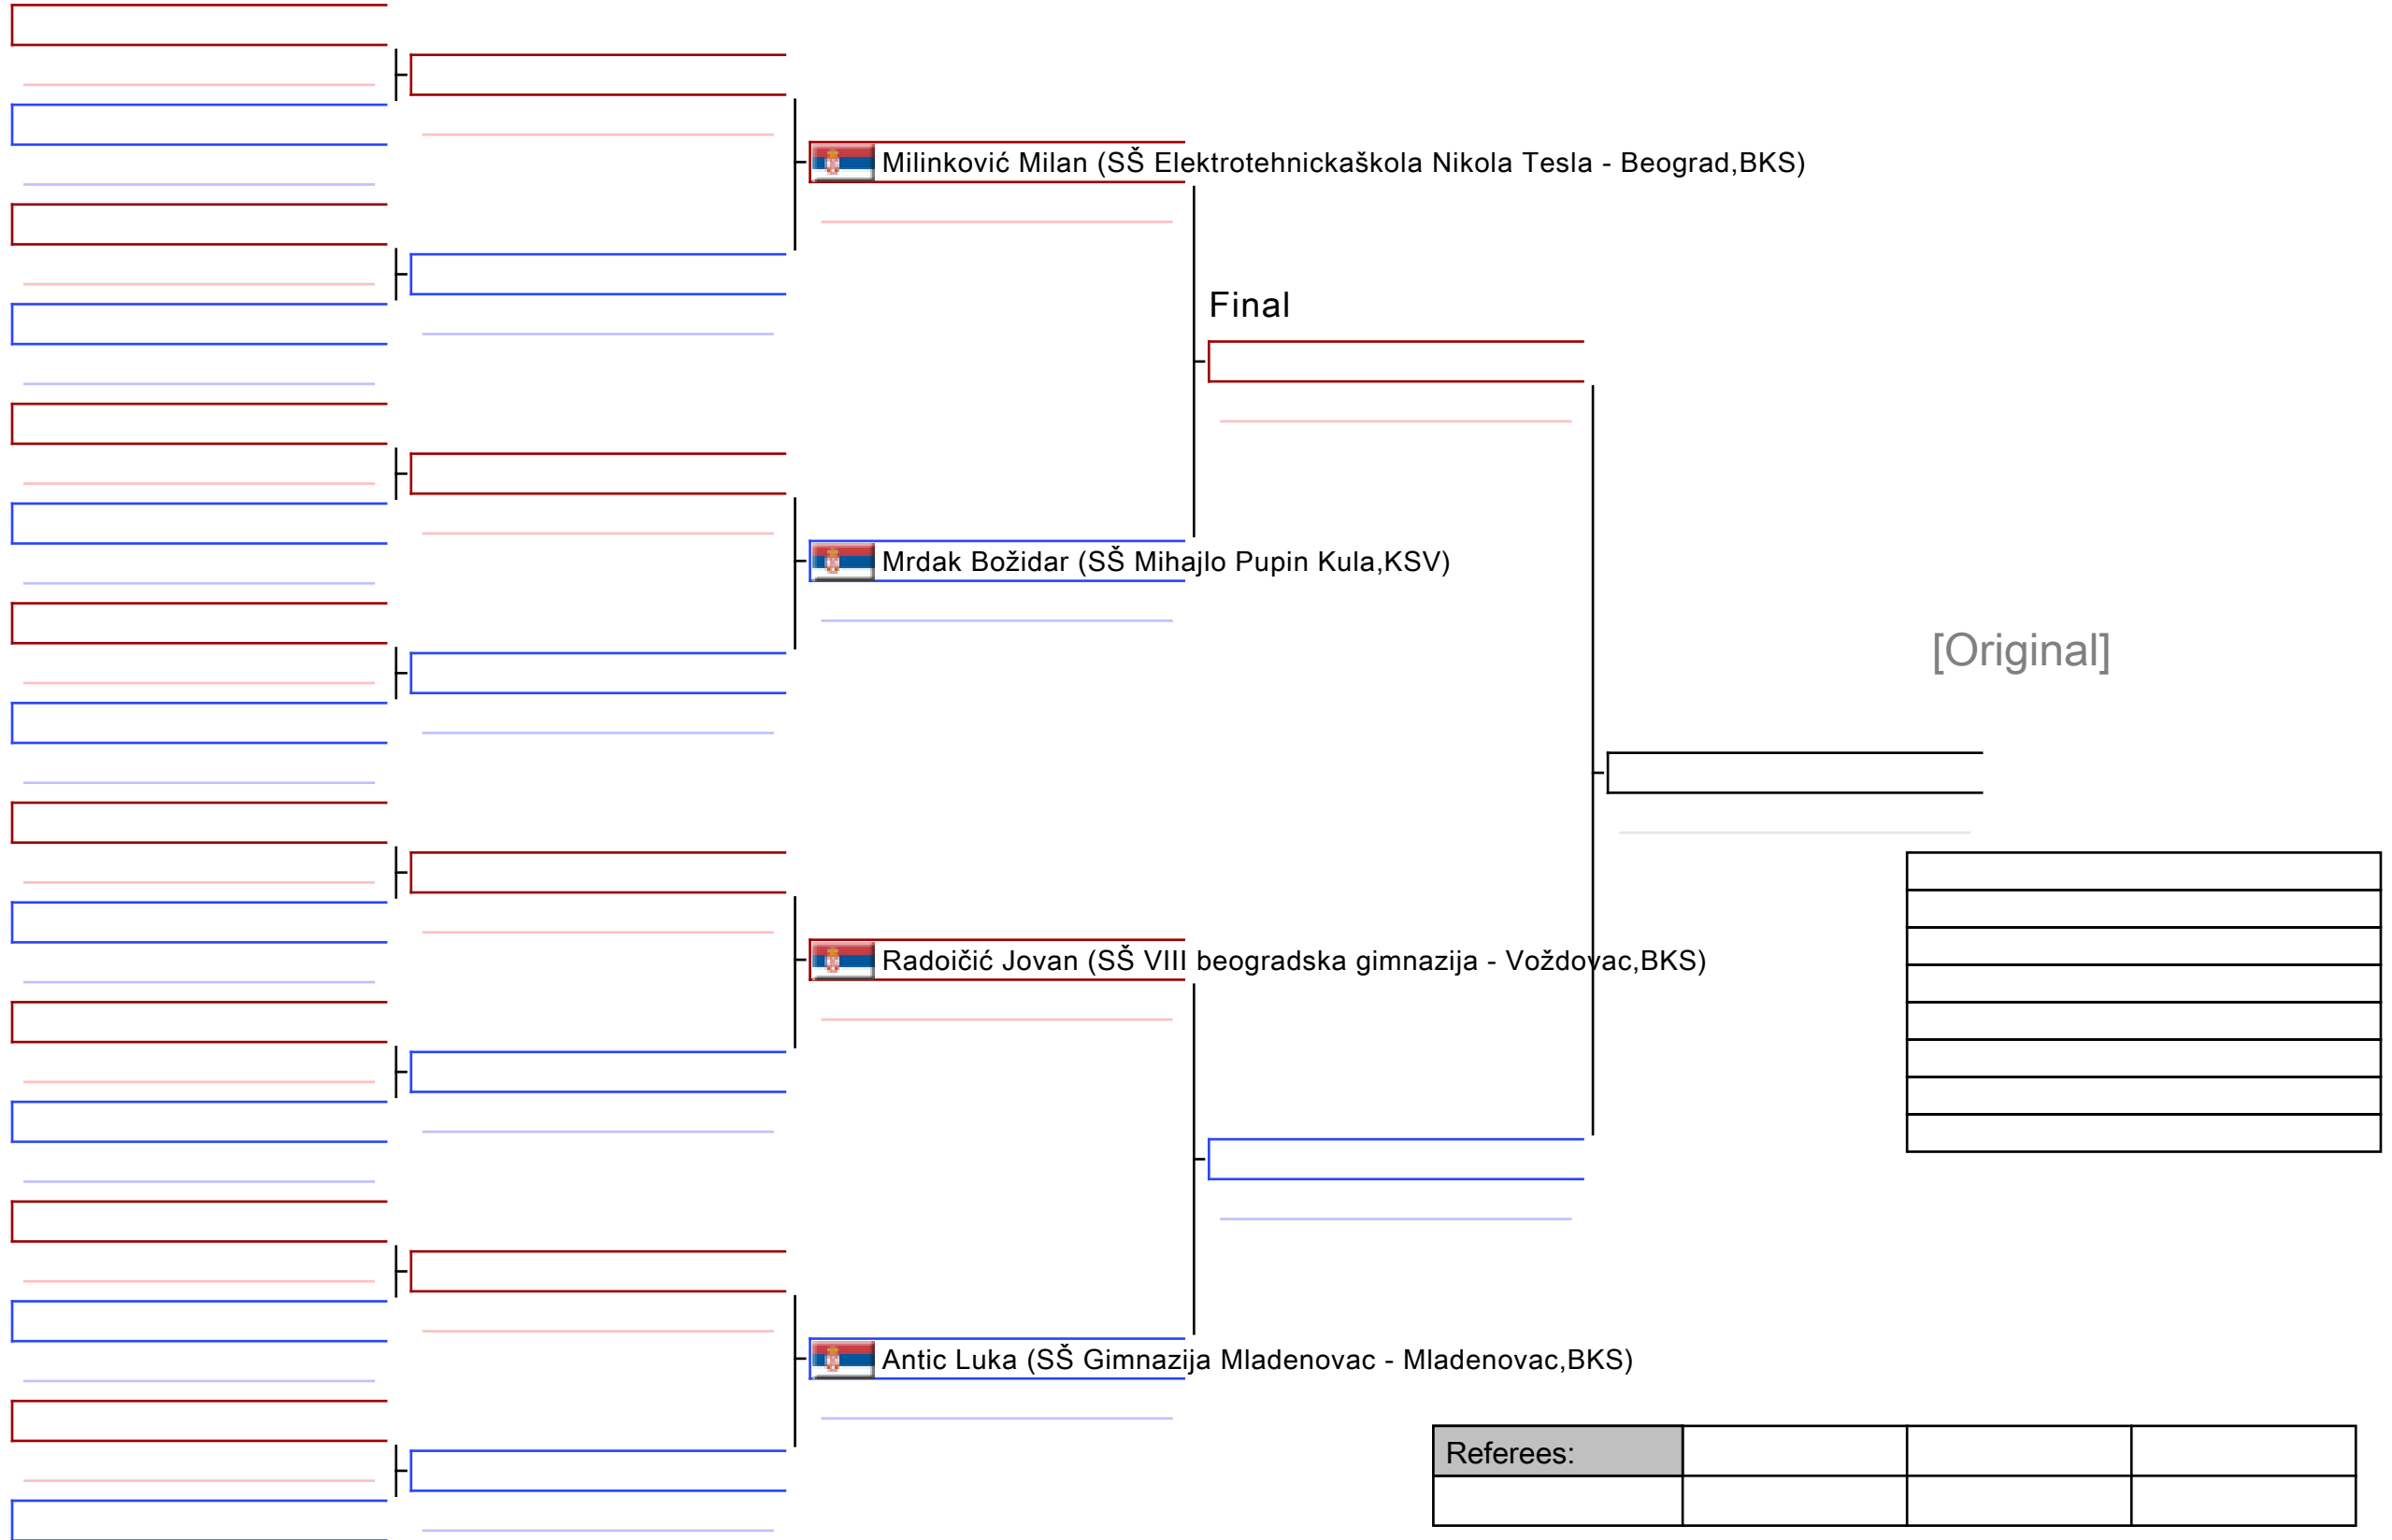 Milinković Milan (SŠ Elektrotehnickaškola Nikola Tesla - Beograd,BKS)
Final
Mrdak Božidar (SŠ Mihajlo Pupin Kula,KSV)
[Original]
Radoičić Jovan (SŠ VIII beogradska gimnazija - Voždovac,BKS)
Antic Luka (SŠ Gimnazija Mladenovac - Mladenovac,BKS)
Referees: